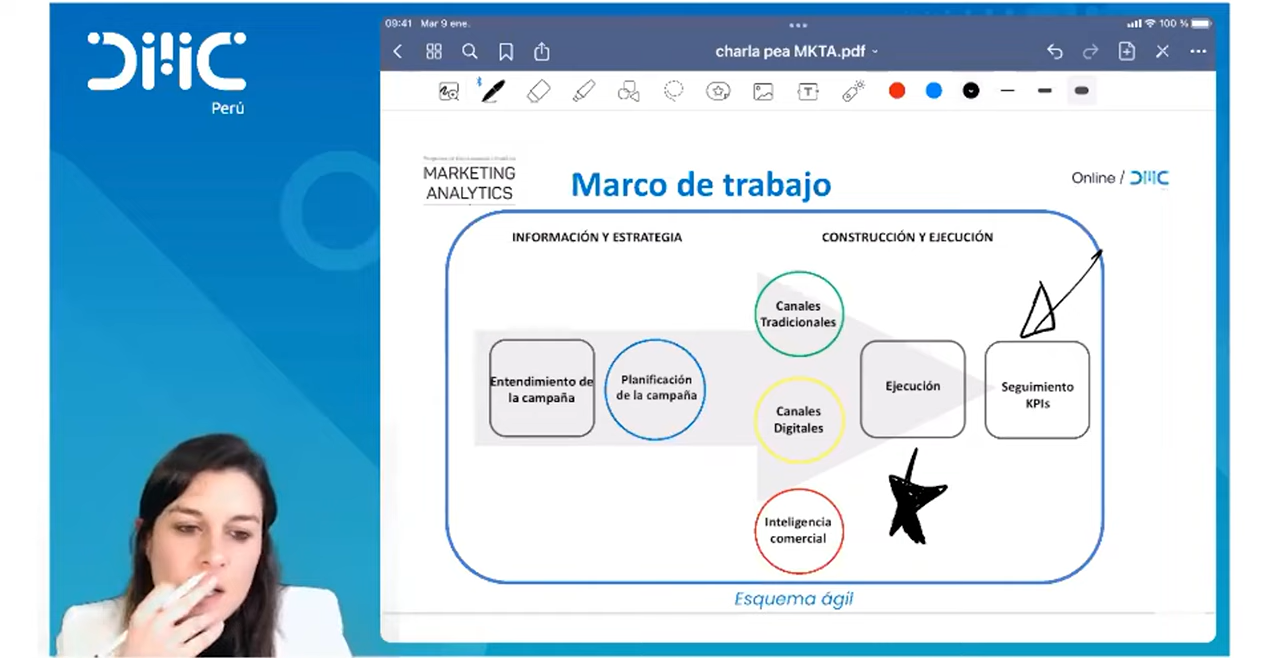 DMC
Perú
09:41 Mar 9 ene.
100 %
charla pea MKTA.pdf
MARKETING
ANALYTICS
Marco de trabajo
Online / DMC
INFORMACIÓN Y ESTRATEGIA
CONSTRUCCIÓN Y EJECUCIÓN
Canales
Tradicionales
Entendimiento de
la campaña
Planificación
de la campaña
Canales
Digitales
Ejecución
Seguimiento
KPIs
Inteligencia
comercial
Esquema ágil